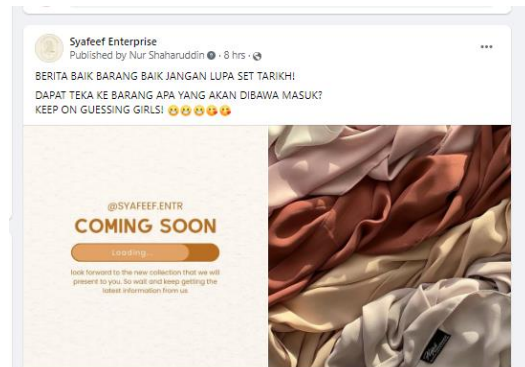 Syafeef Enterprise
Published by Nur Shaharuddin · 8 hrs ·
BERITA BAIK BARANG BAIK JANGAN LUPA SET TARIKH!
DAPAT TEKA KE BARANG APA YANG AKAN DIBAWA MASUK?
KEEP ON GUESSING GIRLS!
@SYAFEEF.ENTR
COMING SOON
Loading...
look forward to the new collection that we will
present to you. So wait and keep getting the
latest information from us